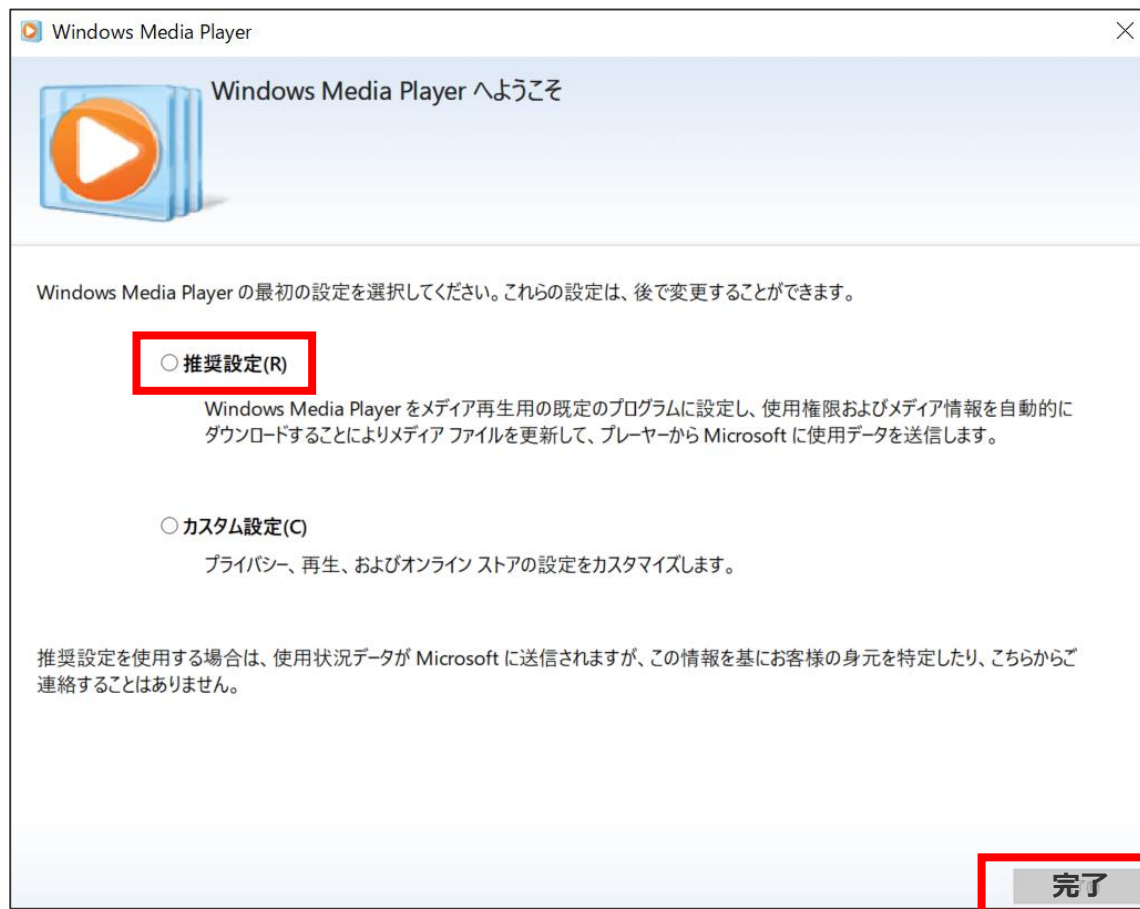 Windows Media Player
Windows Media Player へようこそ
Windows Media Player の最初の設定を選択してください。これらの設定は、後で変更することができます。
推奨設定(R)
Windows Media Player をメディア再生用の既定のプログラムに設定し、使用権限およびメディア情報を自動的に
ダウンロードすることによりメディア ファイルを更新して、プレーヤーから Microsoft に使用データを送信します。
カスタム設定(C)
プライバシー、再生、およびオンライン ストアの設定をカスタマイズします。
推奨設定を使用する場合は、使用状況データが Microsoft に送信されますが、この情報を基にお客様の身元を特定したり、こちらからご
連絡することはありません。
完了